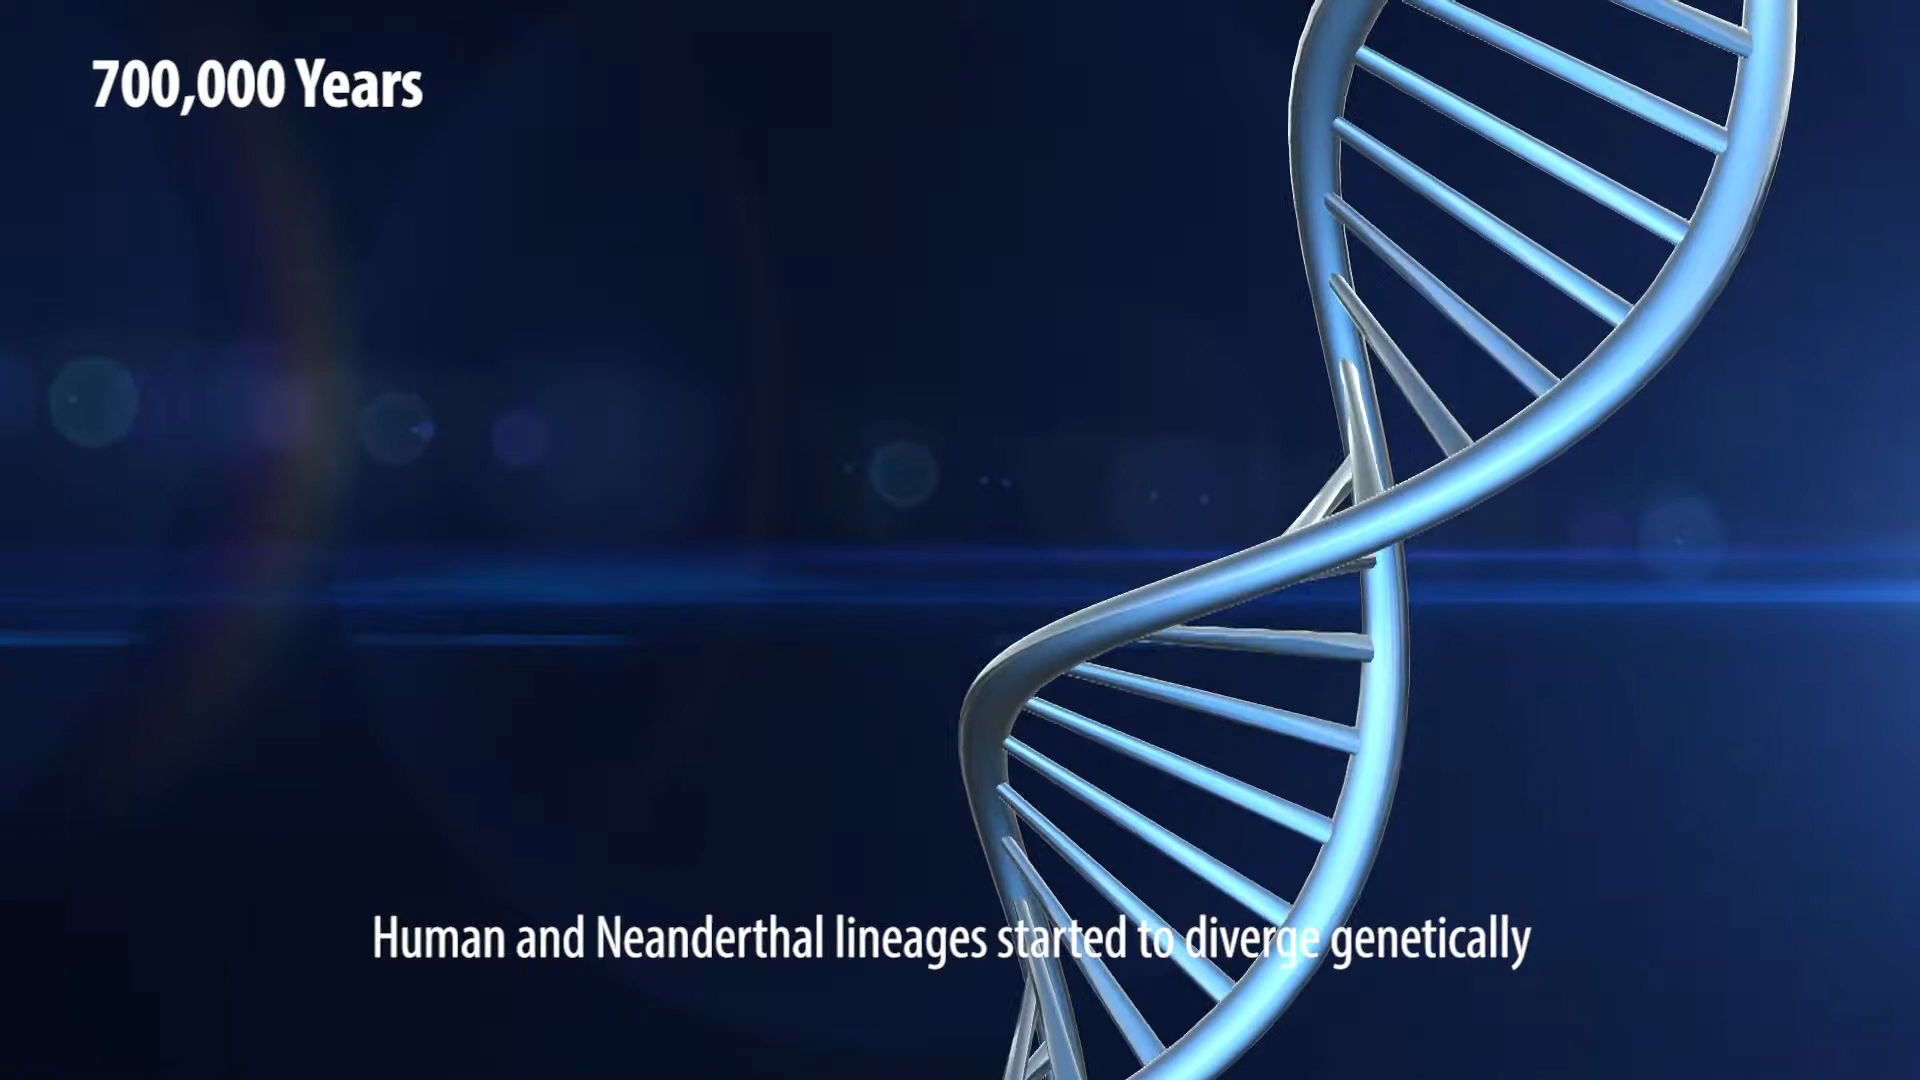 700,000 Years
Human and Neanderthal lineages started to diverge genetically